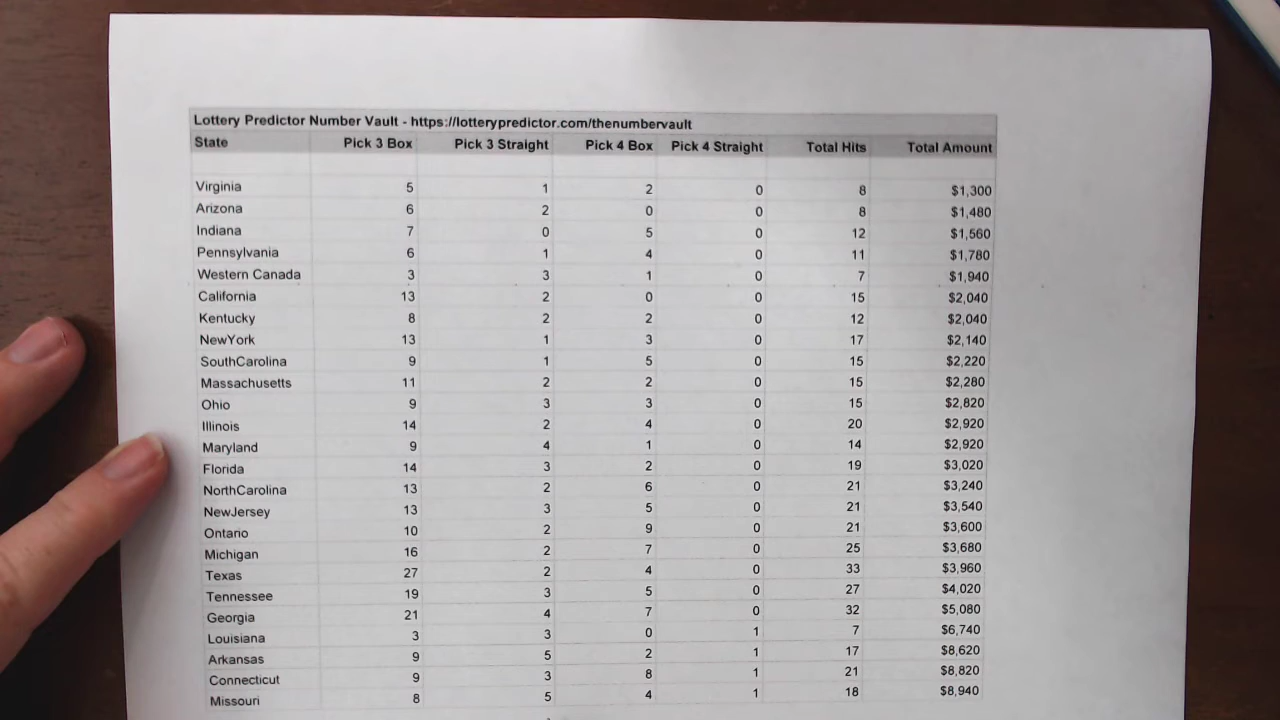 Lottery Predictor Number Vault - https://lotterypredictor.com/thenumbervault
State Pick 3 Box Pick 3 Straight Pick 4 Box Pick 4 Straight Total Hits Total Amount
Virginia 5 1 2 0 8 $1,300
Arizona 6 2 0 0 8 $1,480
Indiana 7 0 5 0 12 $1,560
Pennsylvania 6 1 4 0 11 $1,780
Western Canada 3 3 1 0 7 $1,940
California 13 2 0 0 15 $2,040
Kentucky 8 2 2 0 12 $2,040
NewYork 13 1 3 0 17 $2,140
SouthCarolina 9 1 5 0 15 $2,220
Massachusetts 11 2 2 0 15 $2,280
Ohio 9 3 3 0 15 $2,820
Illinois 14 2 4 0 20 $2,920
Maryland 9 4 1 0 14 $2,920
Florida 14 3 2 0 19 $3,020
NorthCarolina 13 2 6 0 21 $3,240
NewJersey 13 3 5 0 21 $3,540
Ontario 10 2 9 0 21 $3,600
Michigan 16 2 7 0 25 $3,680
Texas 27 2 4 0 33 $3,960
Tennessee 19 3 5 0 27 $4,020
Georgia 21 4 7 0 32 $5,080
Louisiana 3 3 0 1 7 $6,740
Arkansas 9 5 2 1 17 $8,620
Connecticut 9 3 8 1 21 $8,820
Missouri 8 5 4 1 18 $8,940